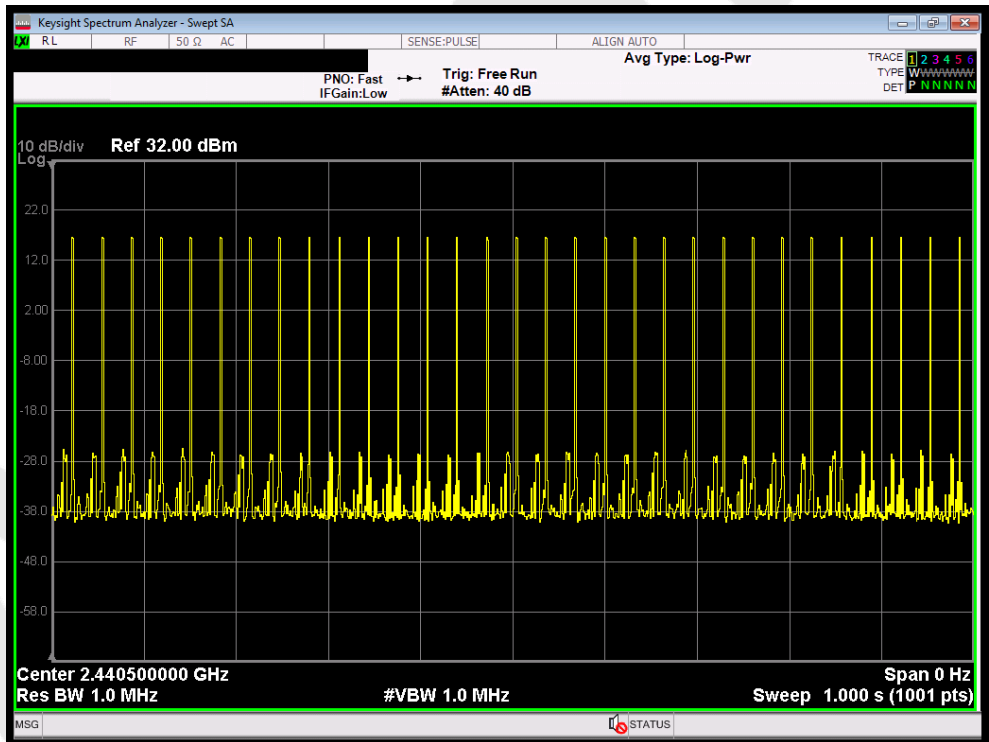 Keysight Spectrum Analyzer - Swept SA
LXI RL RF 50 Ω AC SENSE:PULSE ALIGN AUTO
Avg Type: Log-Pwr
TRACE 1 2 3 4 5 6
TYPE W
DET P N N N N N
PNO: Fast
IFGain:Low
Trig: Free Run
#Atten: 40 dB
10 dB/div Ref 32.00 dBm
Log
22.0
12.0
2.00
-8.00
-18.0
-28.0
-38.0
-48.0
-58.0
Center 2.440500000 GHz Span 0 Hz
Res BW 1.0 MHz #VBW 1.0 MHz Sweep 1.000 s (1001 pts)
MSG STATUS